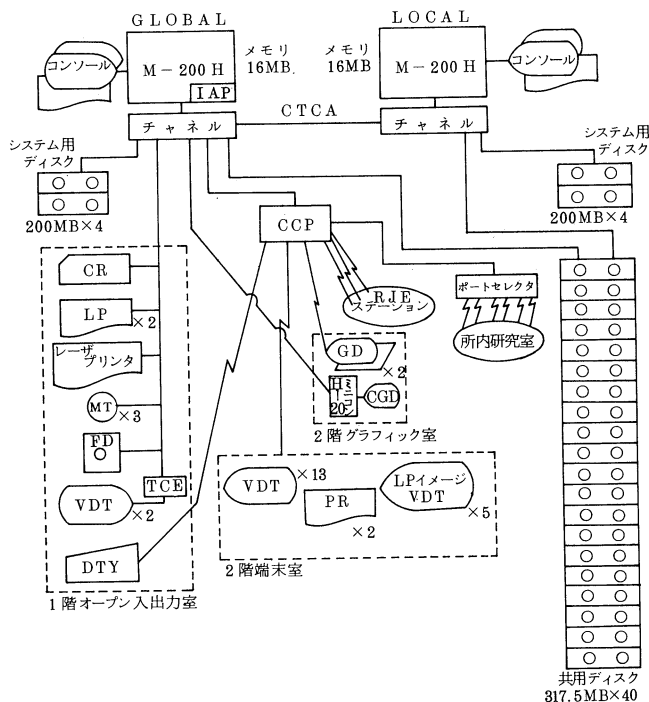 GLOBAL
LOCAL
コンソール
M-200H
IAP
メモリ
16MB.
メモリ
16MB
M-200H
コンソール
チャネル
CTCA
チャネル
システム用
ディスク
200MB×4
システム用
ディスク
200MB×4
CCP
CR
LP
×2
レーザ
プリンタ
MT
×3
FD
TCE
VDT
×2
DTY
1階オープン入出力室
RJE
ステーション
ポートセレクタ
所内研究室
GD
×2
H-20
ミニコン
CGD
2階グラフィック室
VDT
×13
PR
×2
LPイメージ
VDT
×5
2階端末室
共用ディスク
317.5MB×40